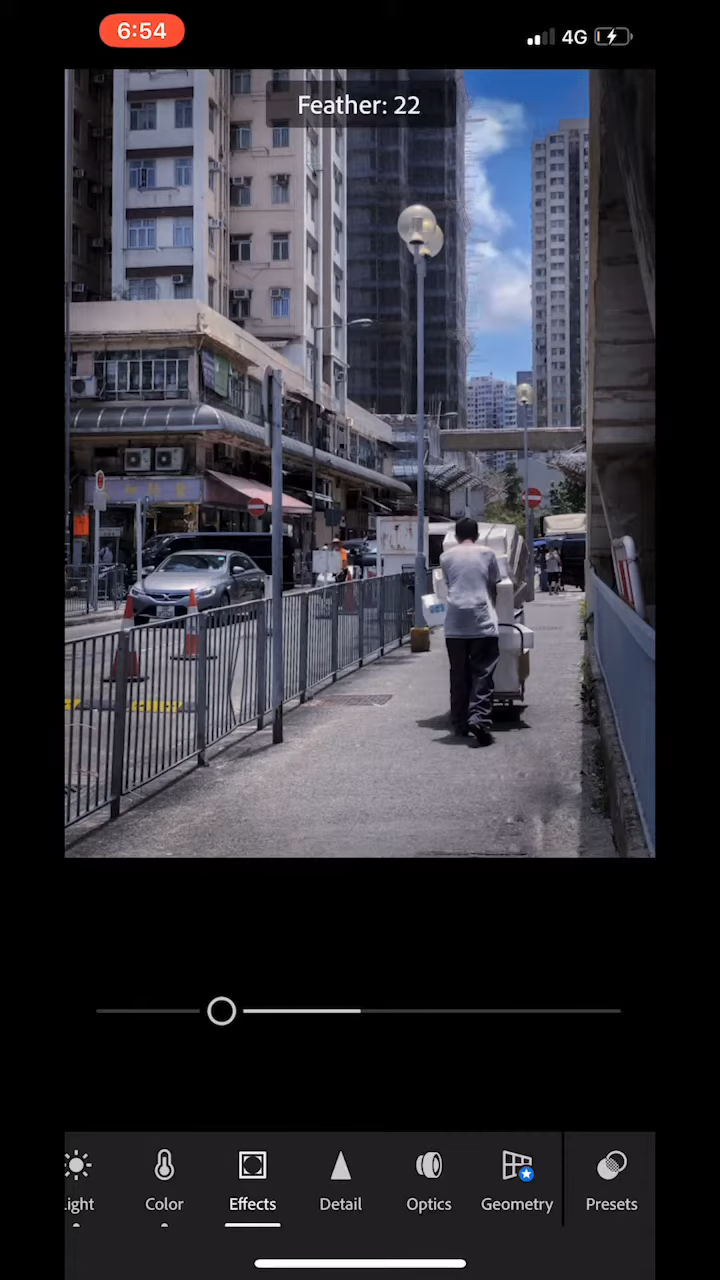 6:54
4G
Feather: 22
Light
Color
Effects
Detail
Optics
Geometry
Presets